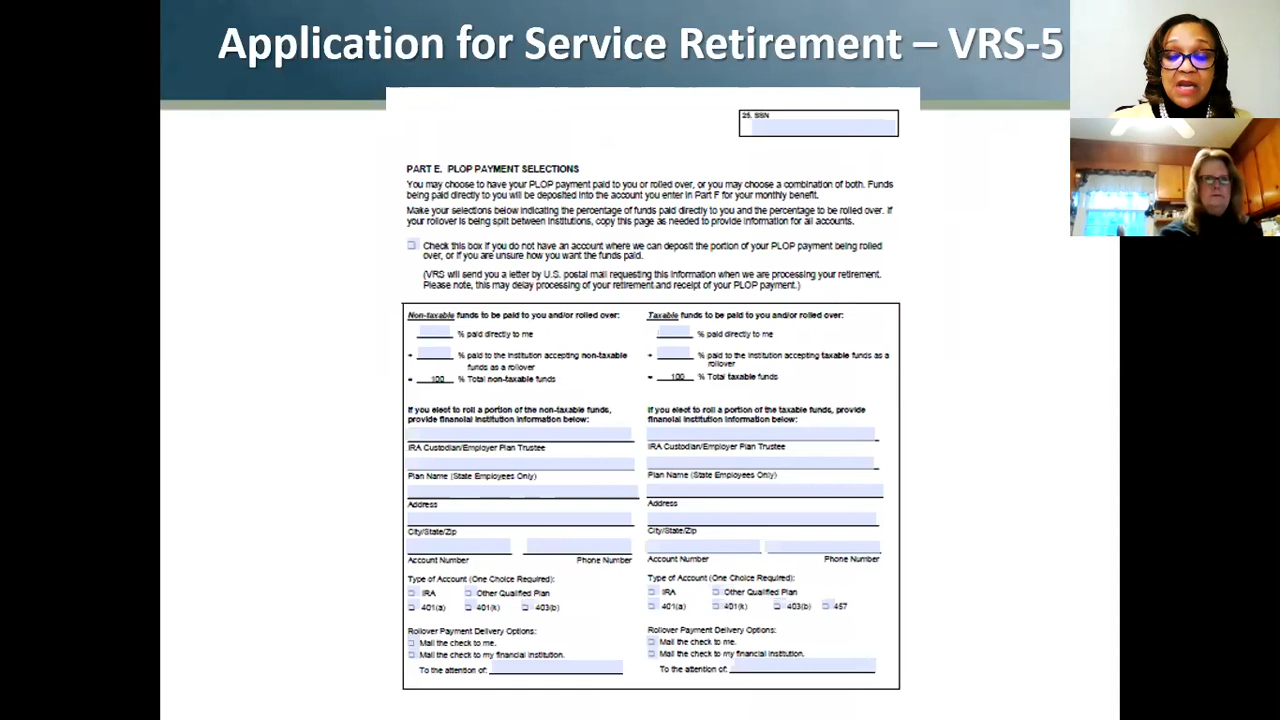 Application for Service Retirement – VRS-5
25. SSN
PART E. PLOP PAYMENT SELECTIONS
You may choose to have your PLOP payment paid to you or rolled over, or you may choose a combination of both. Funds
being paid directly to you will be deposited into the account you enter in Part F for your monthly benefit.
Make your selections below indicating the percentage of funds paid directly to you and the percentage to be rolled over. If
your rollover is being split between institutions, copy this page as needed to provide information for all accounts.
Check this box if you do not have an account where we can deposit the portion of your PLOP payment being rolled
over, or if you are unsure how you want the funds paid.
(VRS will send you a letter by U.S. postal mail requesting this information when we are processing your retirement.
Please note, this may delay processing of your retirement and receipt of your PLOP payment.)
Non-taxable funds to be paid to you and/or rolled over:
% paid directly to me
+ % paid to the institution accepting non-taxable
funds as a rollover
= 100 % Total non-taxable funds
If you elect to roll a portion of the non-taxable funds,
provide financial institution information below:
IRA Custodian/Employer Plan Trustee
Plan Name (State Employees Only)
Address
City/State/Zip
Account Number Phone Number
Type of Account (One Choice Required):
IRA Other Qualified Plan
401(a) 401(k) 403(b)
Rollover Payment Delivery Options:
Mail the check to me.
Mail the check to my financial institution.
To the attention of:
Taxable funds to be paid to you and/or rolled over:
% paid directly to me
+ % paid to the institution accepting taxable funds as a
rollover
= 100 % Total taxable funds
If you elect to roll a portion of the taxable funds, provide
financial institution information below:
IRA Custodian/Employer Plan Trustee
Plan Name (State Employees Only)
Address
City/State/Zip
Account Number Phone Number
Type of Account (One Choice Required):
IRA Other Qualified Plan
401(a) 401(k) 403(b) 457
Rollover Payment Delivery Options:
Mail the check to me.
Mail the check to my financial institution.
To the attention of: